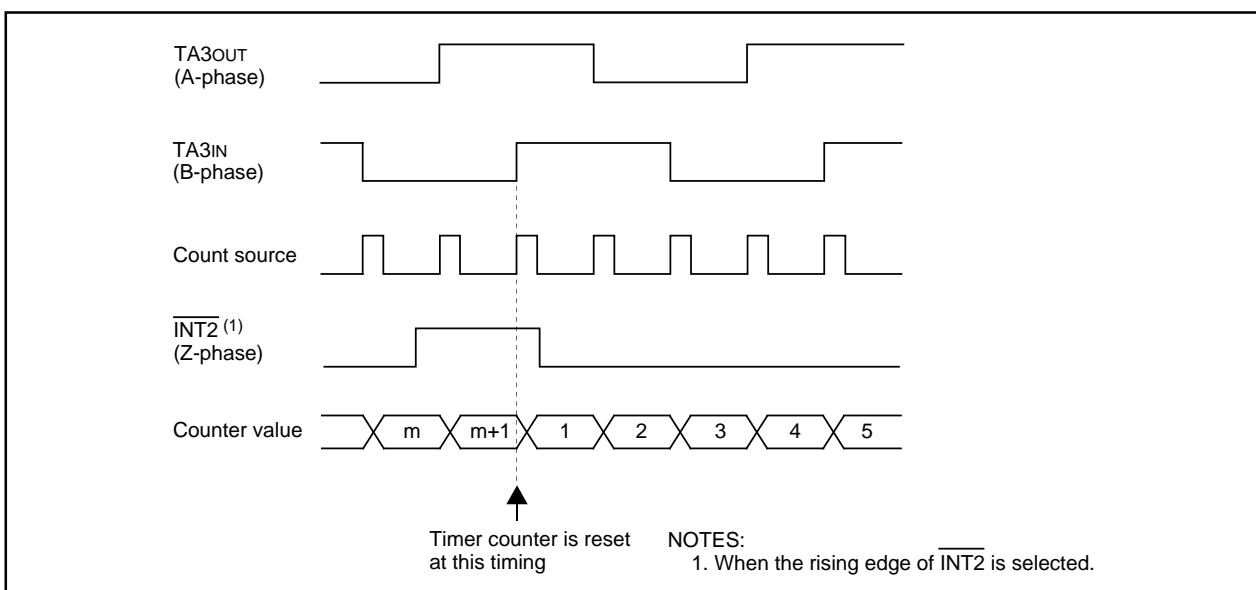 TA3OUT
(A-phase)
TA3IN
(B-phase)
Count source
INT2 (1)
(Z-phase)
Counter value
m
m+1
1
2
3
4
5
Timer counter is reset
at this timing
NOTES:
1. When the rising edge of INT2 is selected.